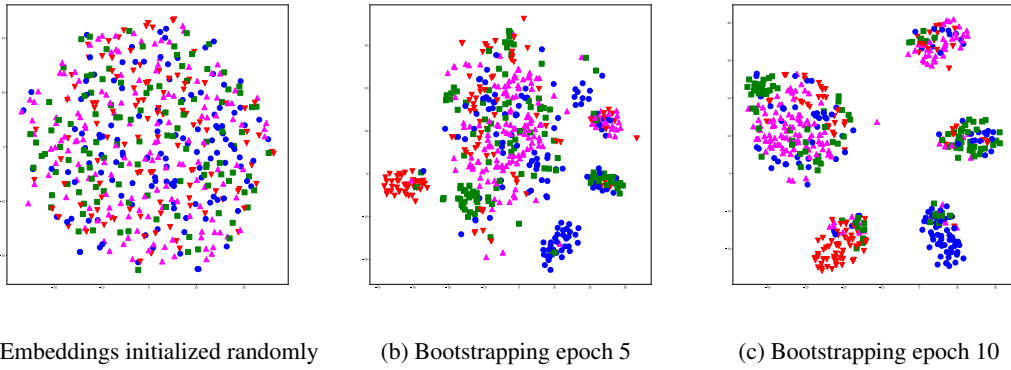 Embeddings initialized randomly
(b) Bootstrapping epoch 5
(c) Bootstrapping epoch 10